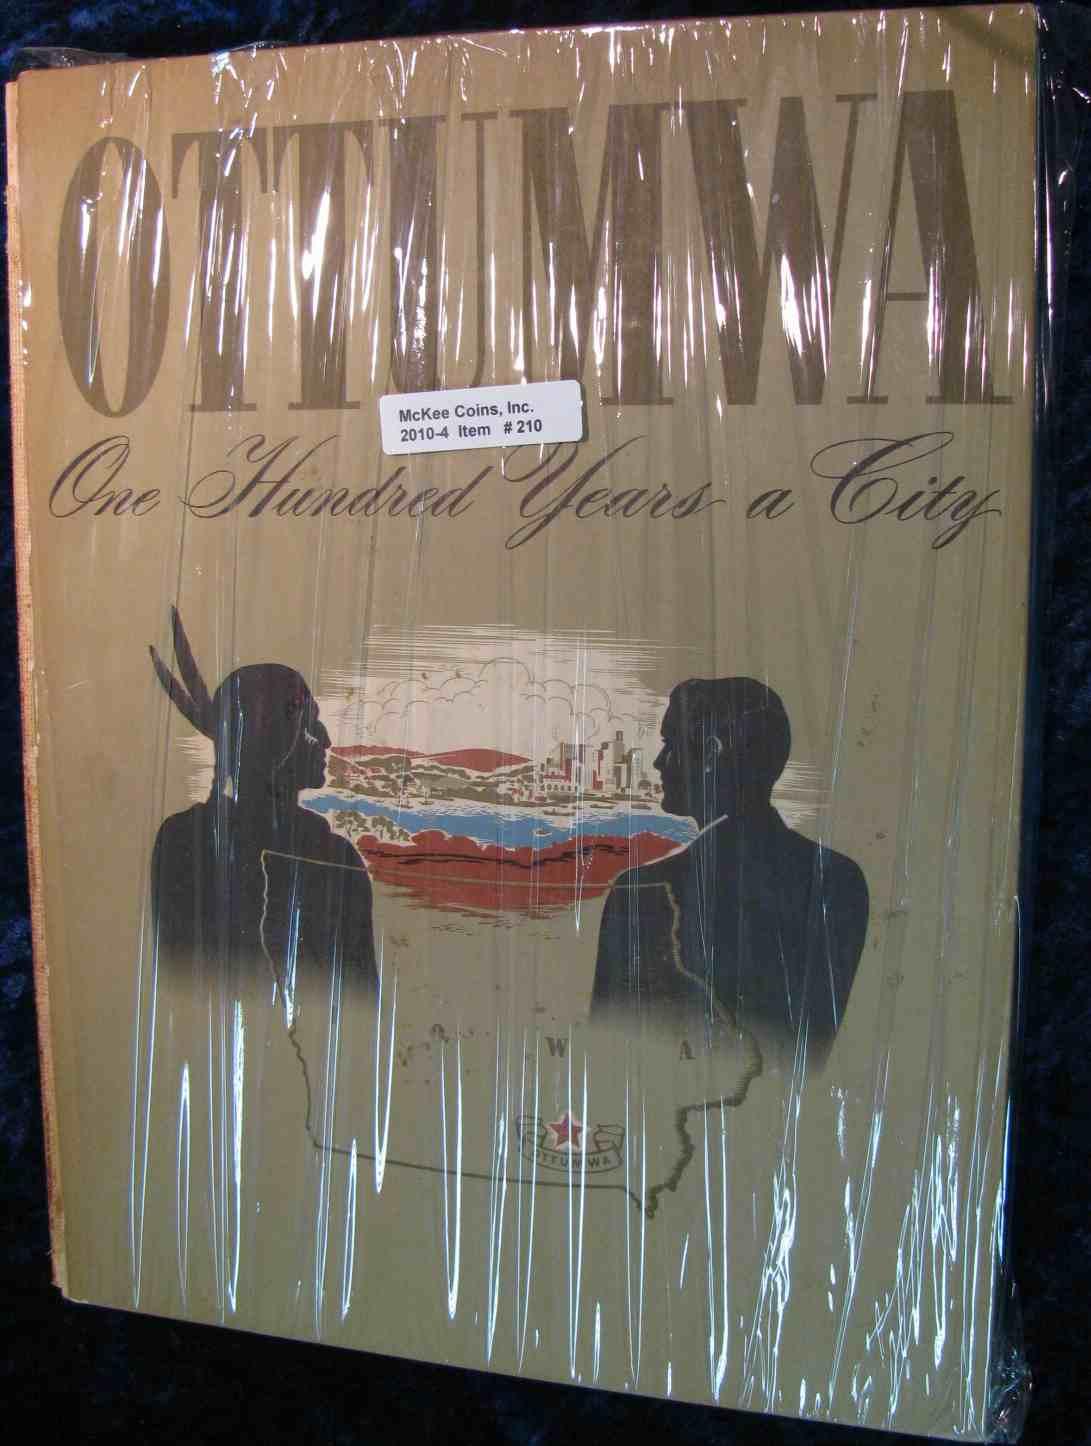 OTTUMWA
McKee Coins, Inc.
2010-4 Item # 210
One Hundred Years a City
I O W A
OTTUMWA